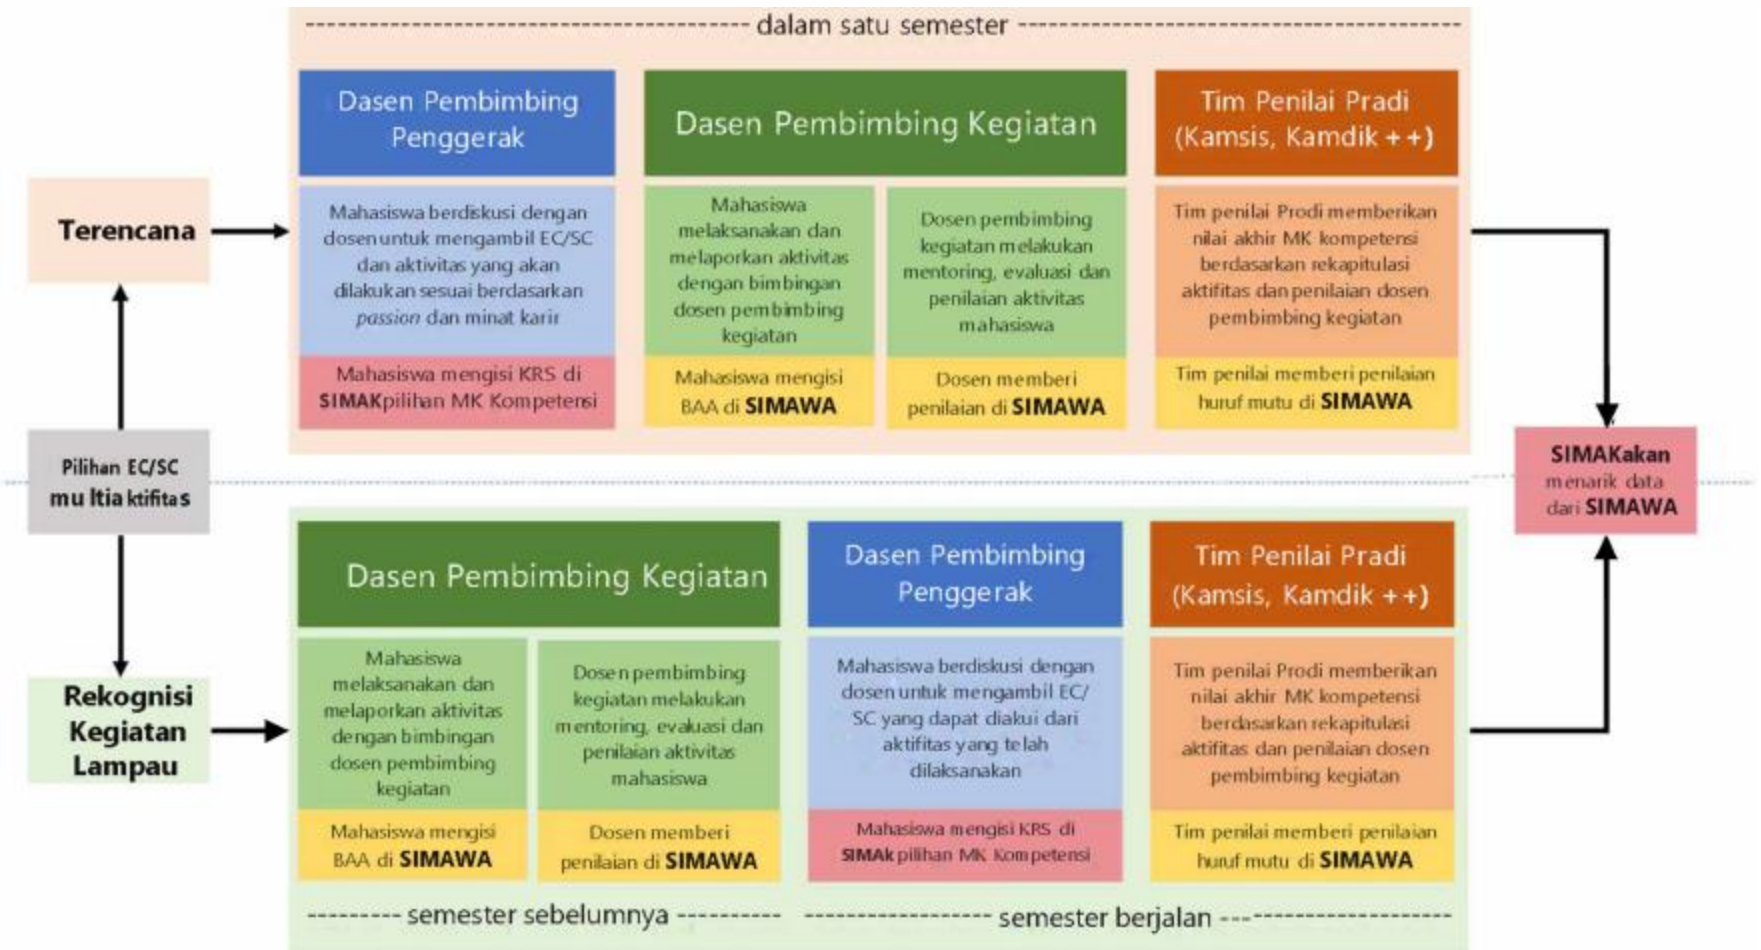 dalam satu semester
Dasen Pembimbing
Penggerak
Dasen Pembimbing Kegiatan
Tim Penilai Pradi
(Kamsis, Kamdik ++)
Terencana
Mahasiswa berdiskusi dengan
dosen untuk mengambil EC/SC
dan aktivitas yang akan
dilakukan sesuai berdasarkan
passion dan minat karir
Mahasiswa
melaksanakan dan
melaporkan aktivitas
dengan bimbingan
dosen pembimbing
kegiatan
Dosen pembimbing
kegiatan melakukan
mentoring, evaluasi dan
penilaian aktivitas
mahasiswa
Tim penilai Prodi memberikan
nilai akhir MK kompetensi
berdasarkan rekapitulasi
aktifitas dan penilaian dosen
pembimbing kegiatan
Mahasiswa mengisi KRS di
SIMAK pilihan MK Kompetensi
Mahasiswa mengisi
BAA di SIMAWA
Dosen memberi
penilaian di SIMAWA
Tim penilai memberi penilaian
huruf mutu di SIMAWA
Pilihan EC/SC
multiaktifitas
SIMAKakan
menarik data
dari SIMAWA
Dasen Pembimbing Kegiatan
Dasen Pembimbing
Penggerak
Tim Penilai Pradi
(Kamsis, Kamdik ++)
Rekognisi
Kegiatan
Lampau
Mahasiswa
melaksanakan dan
melaporkan aktivitas
dengan bimbingan
dosen pembimbing
kegiatan
Dosen pembimbing
kegiatan melakukan
mentoring, evaluasi dan
penilaian aktivitas
mahasiswa
Mahasiswa berdiskusi dengan
dosen untuk mengambil EC/
SC yang dapat diakui dari
aktifitas yang telah
dilaksanakan
Tim penilai Prodi memberikan
nilai akhir MK kompetensi
berdasarkan rekapitulasi
aktifitas dan penilaian dosen
pembimbing kegiatan
Mahasiswa mengisi
BAA di SIMAWA
Dosen memberi
penilaian di SIMAWA
Mahasiswa mengisi KRS di
SIMAk pilihan MK Kompetensi
Tim penilai memberi penilaian
huruf mutu di SIMAWA
semester sebelumnya
semester berjalan